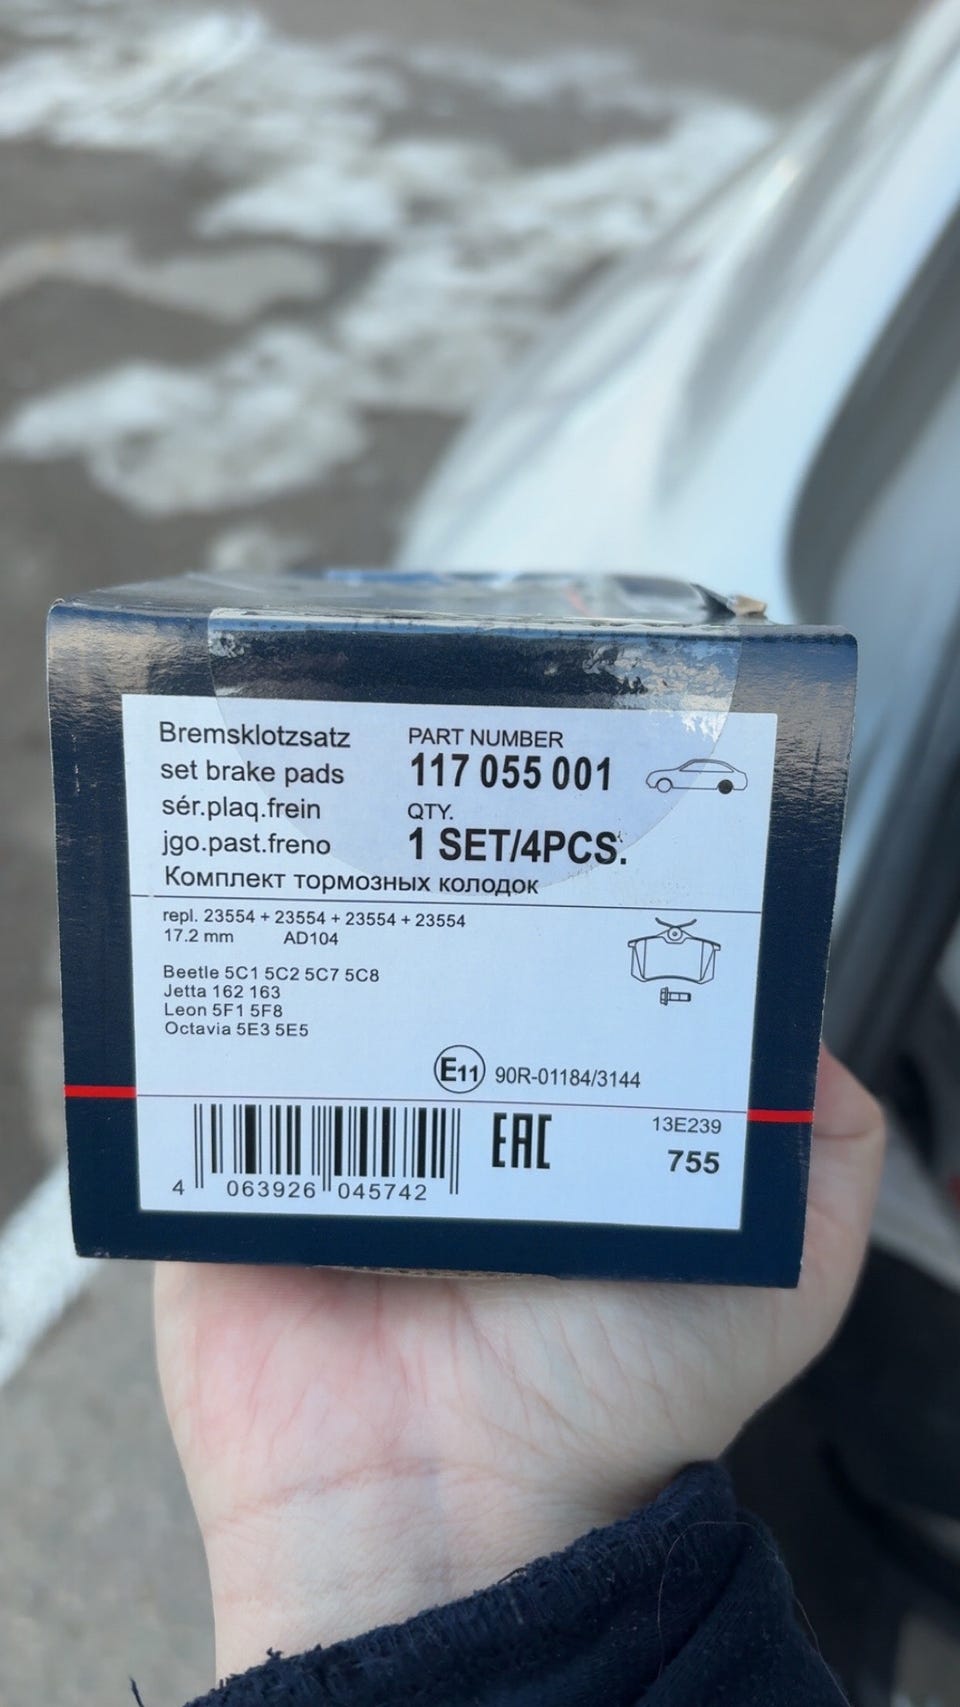 Bremsklotzsatz
set brake pads
sér.plaq.frein
jgo.past.freno
Комплект тормозных колодок
PART NUMBER
117 055 001
QTY.
1 SET/4PCS.
repl. 23554 + 23554 + 23554 + 23554
17.2 mm AD104
Beetle 5C1 5C2 5C7 5C8
Jetta 162 163
Leon 5F1 5F8
Octavia 5E3 5E5
E11 90R-01184/3144
4 063926 045742
EAC
13E239
755